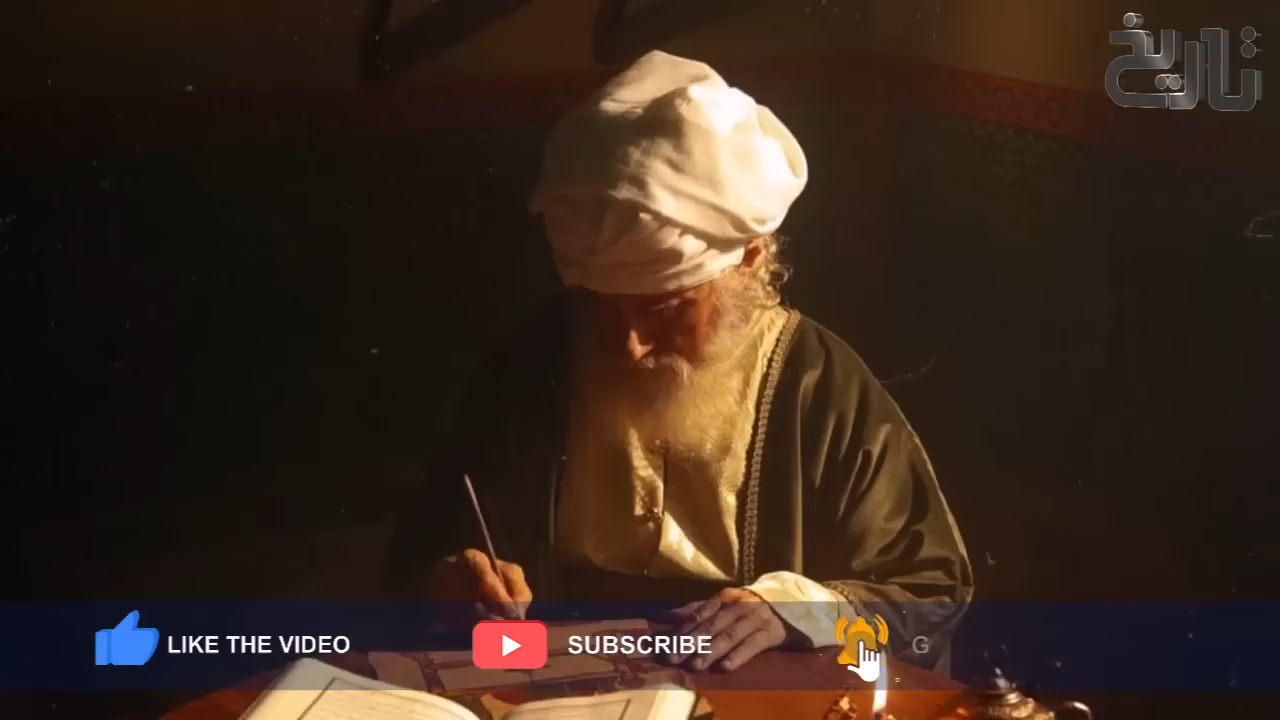 تاریخ
LIKE THE VIDEO
SUBSCRIBE
G